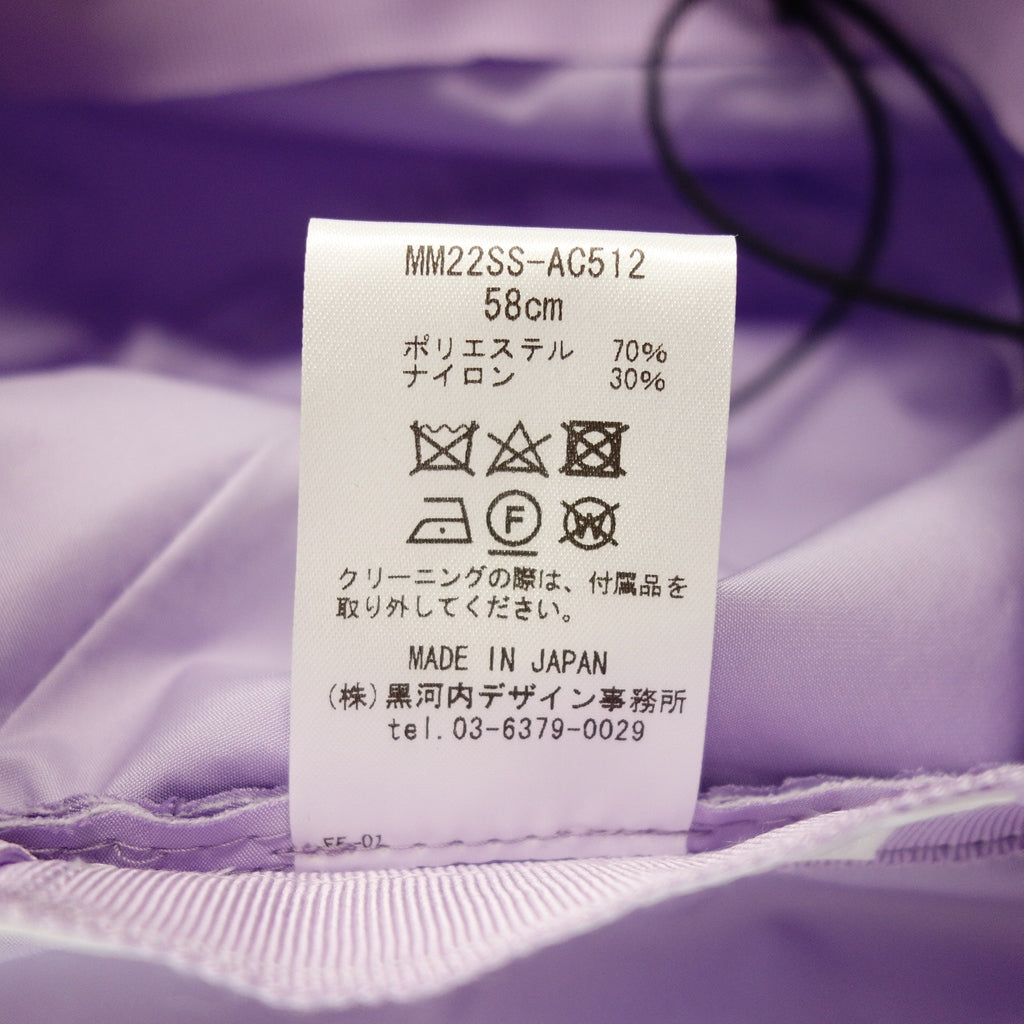 MM22SS-AC512
58cm
ポリエステル 70%
ナイロン 30%
F
W
クリーニングの際は、付属品を
取り外してください。
MADE IN JAPAN
(株)黒河内デザイン事務所
tel.03-6379-0029